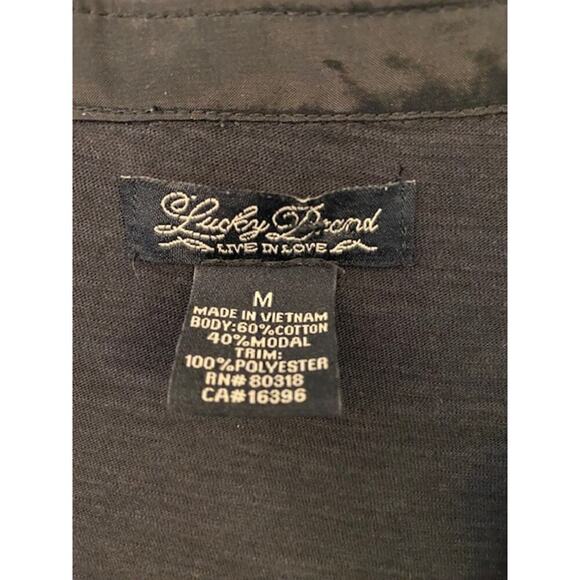 Lucky Brand
LIVE IN LOVE
M
MADE IN VIETNAM
BODY:60%COTTON
40%MODAL
TRIM:
100%POLYESTER
RN#80318
CA#16396